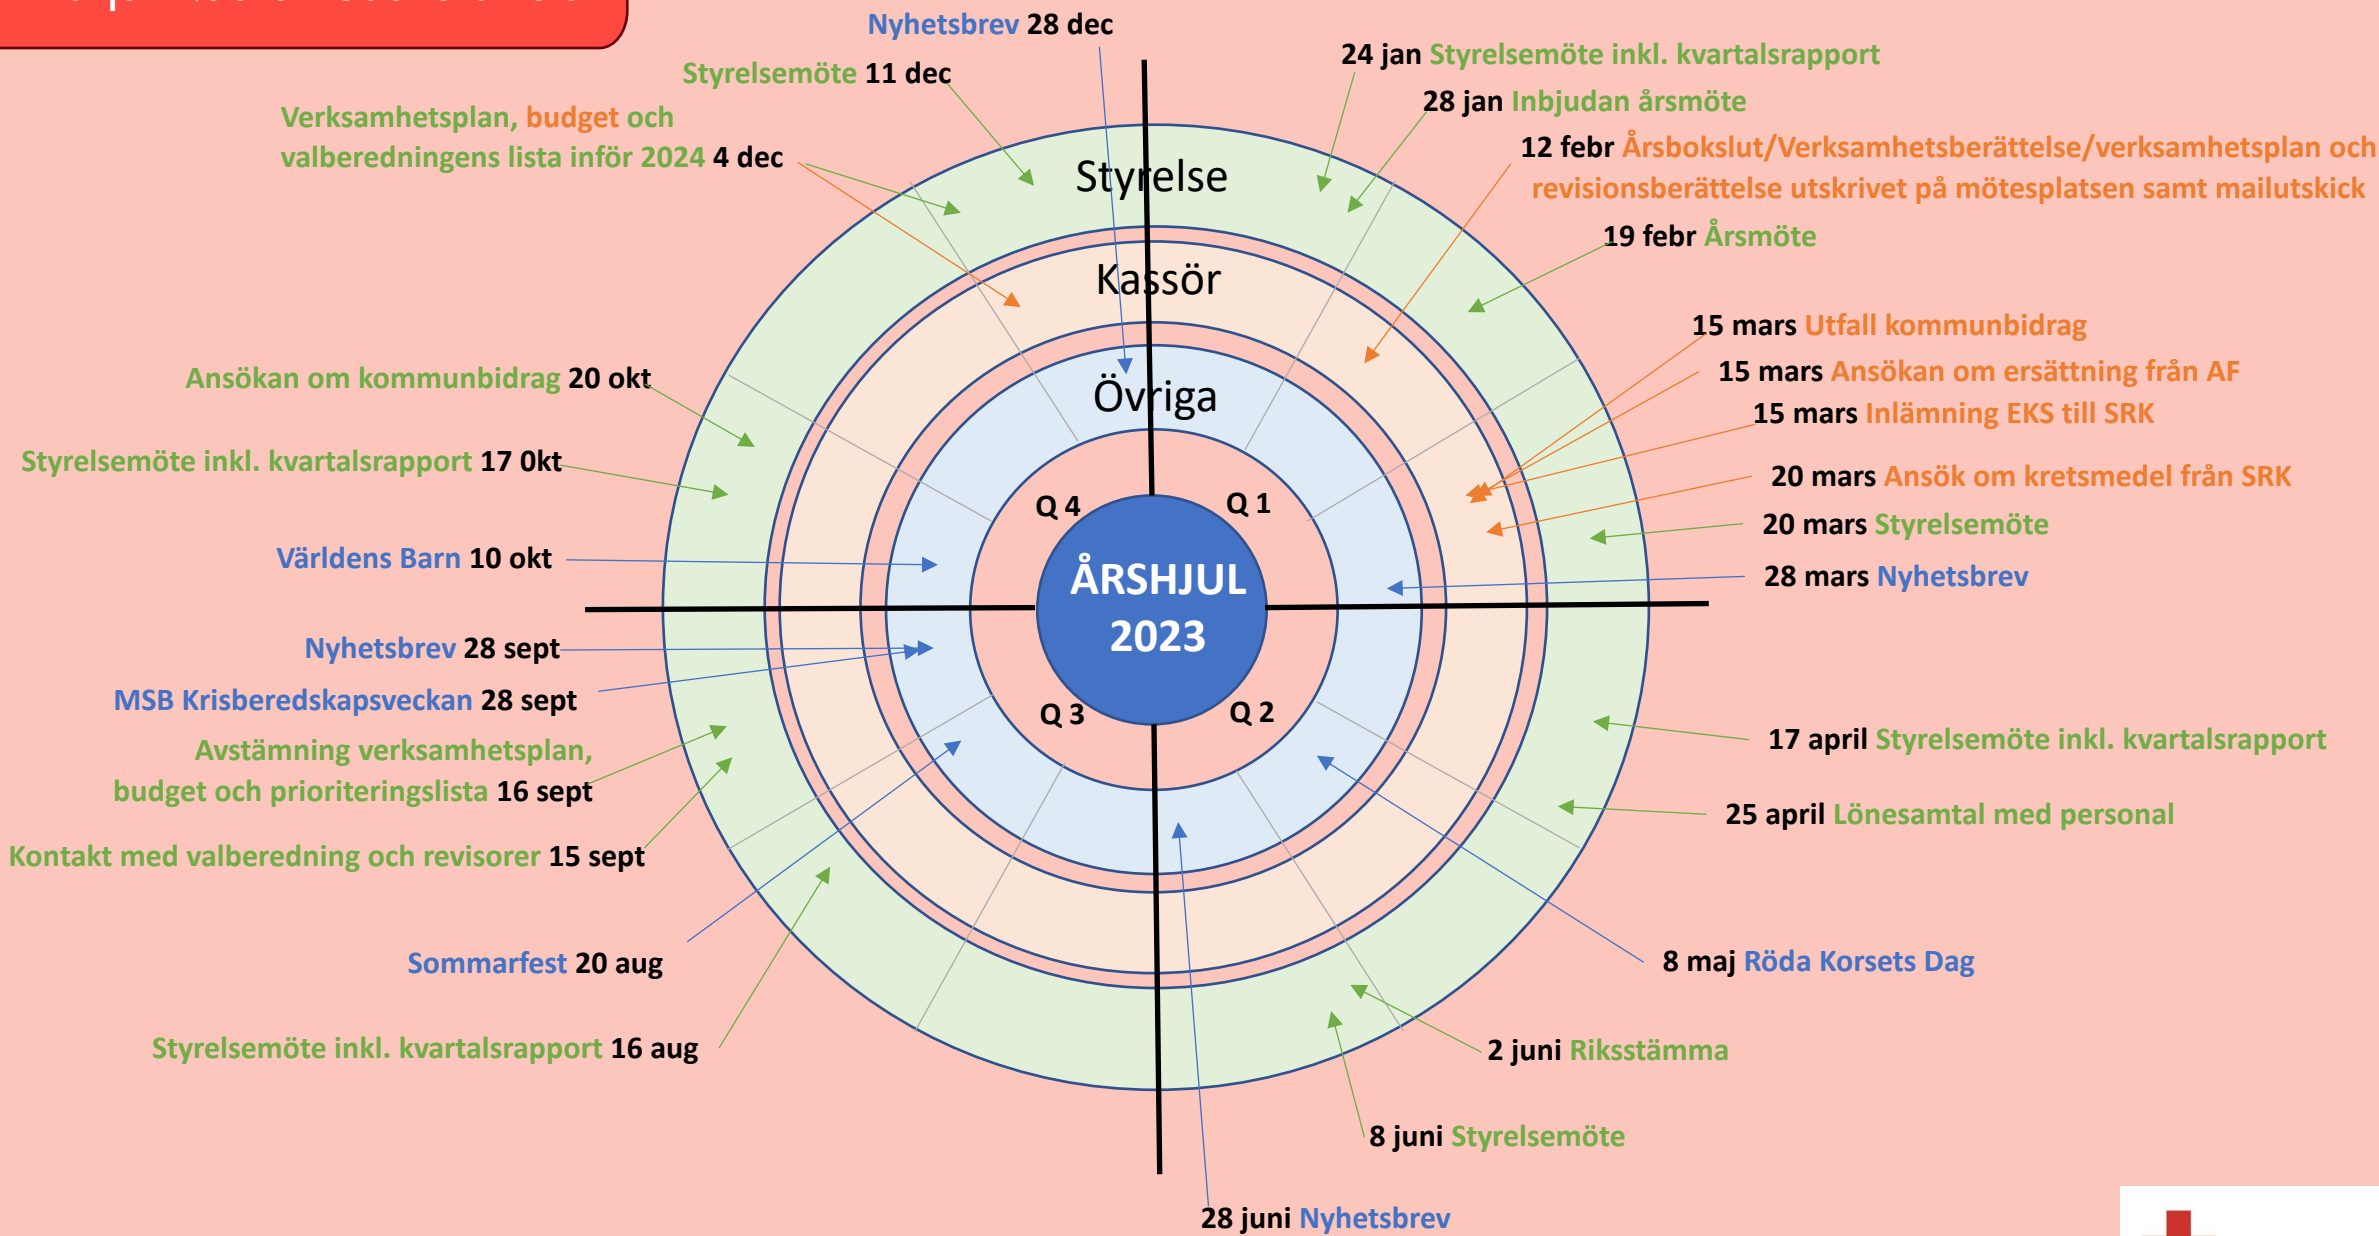 Nyhetsbrev 28 dec
Styrelsemöte 11 dec
Verksamhetsplan, budget och
valberedningens lista inför 2024 4 dec
24 jan Styrelsemöte inkl. kvartalsrapport
28 jan Inbjudan årsmöte
12 febr Årsbokslut/Verksamhetsberättelse/verksamhetsplan och
revisionsberättelse utskrivet på mötesplatsen samt mailutskick
19 febr Årsmöte
15 mars Utfall kommunbidrag
15 mars Ansökan om ersättning från AF
15 mars Inlämning EKS till SRK
20 mars Ansök om kretsmedel från SRK
20 mars Styrelsemöte
28 mars Nyhetsbrev
17 april Styrelsemöte inkl. kvartalsrapport
25 april Lönesamtal med personal
8 maj Röda Korsets Dag
2 juni Riksstämma
8 juni Styrelsemöte
28 juni Nyhetsbrev
Ansökan om kommunbidrag 20 okt
Styrelsemöte inkl. kvartalsrapport 17 0kt
Världens Barn 10 okt
Nyhetsbrev 28 sept
MSB Krisberedskapsveckan 28 sept
Avstämning verksamhetsplan,
budget och prioriteringslista 16 sept
Kontakt med valberedning och revisorer 15 sept
Sommarfest 20 aug
Styrelsemöte inkl. kvartalsrapport 16 aug
Styrelse
Kassör
Övriga
Q 4
Q 1
ÅRSHJUL
2023
Q 3
Q 2